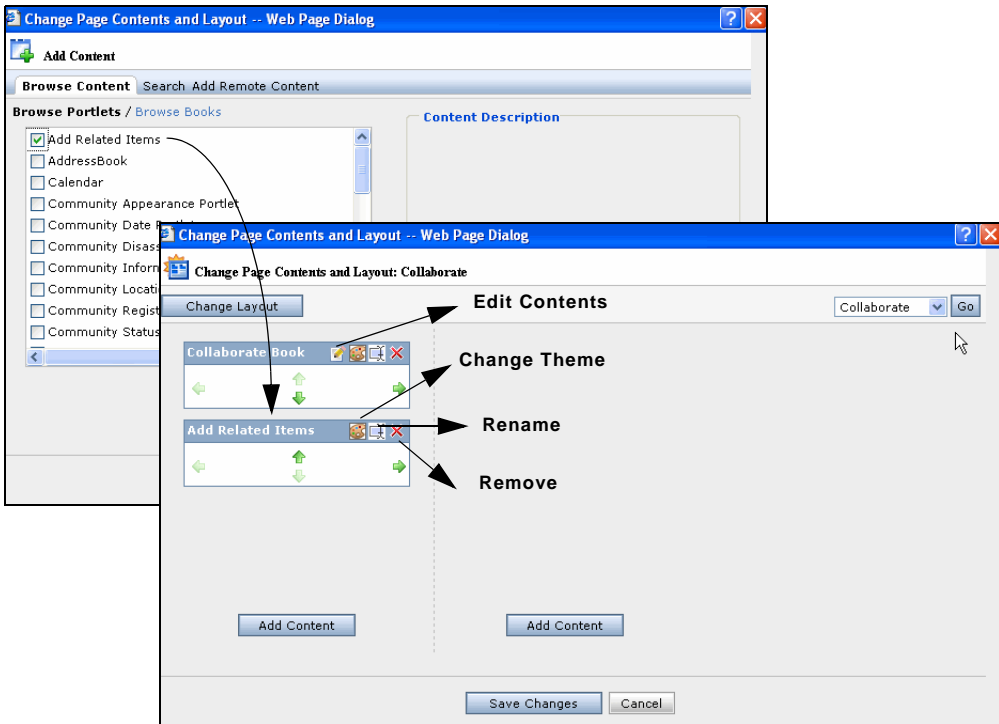 Change Page Contents and Layout -- Web Page Dialog
Add Content
Browse Content Search Add Remote Content
Browse Portlets / Browse Books
Content Description
Add Related Items
AddressBook
Calendar
Community Appearance Portlet
Community Date
Community
Community
Community
Community
Community Status
Change Page Contents and Layout -- Web Page Dialog
Change Page Contents and Layout: Collaborate
Change Layout
Edit Contents
Collaborate
Go
Collaborate Book
Change Theme
Add Related Items
Rename
Remove
Add Content
Add Content
Save Changes
Cancel